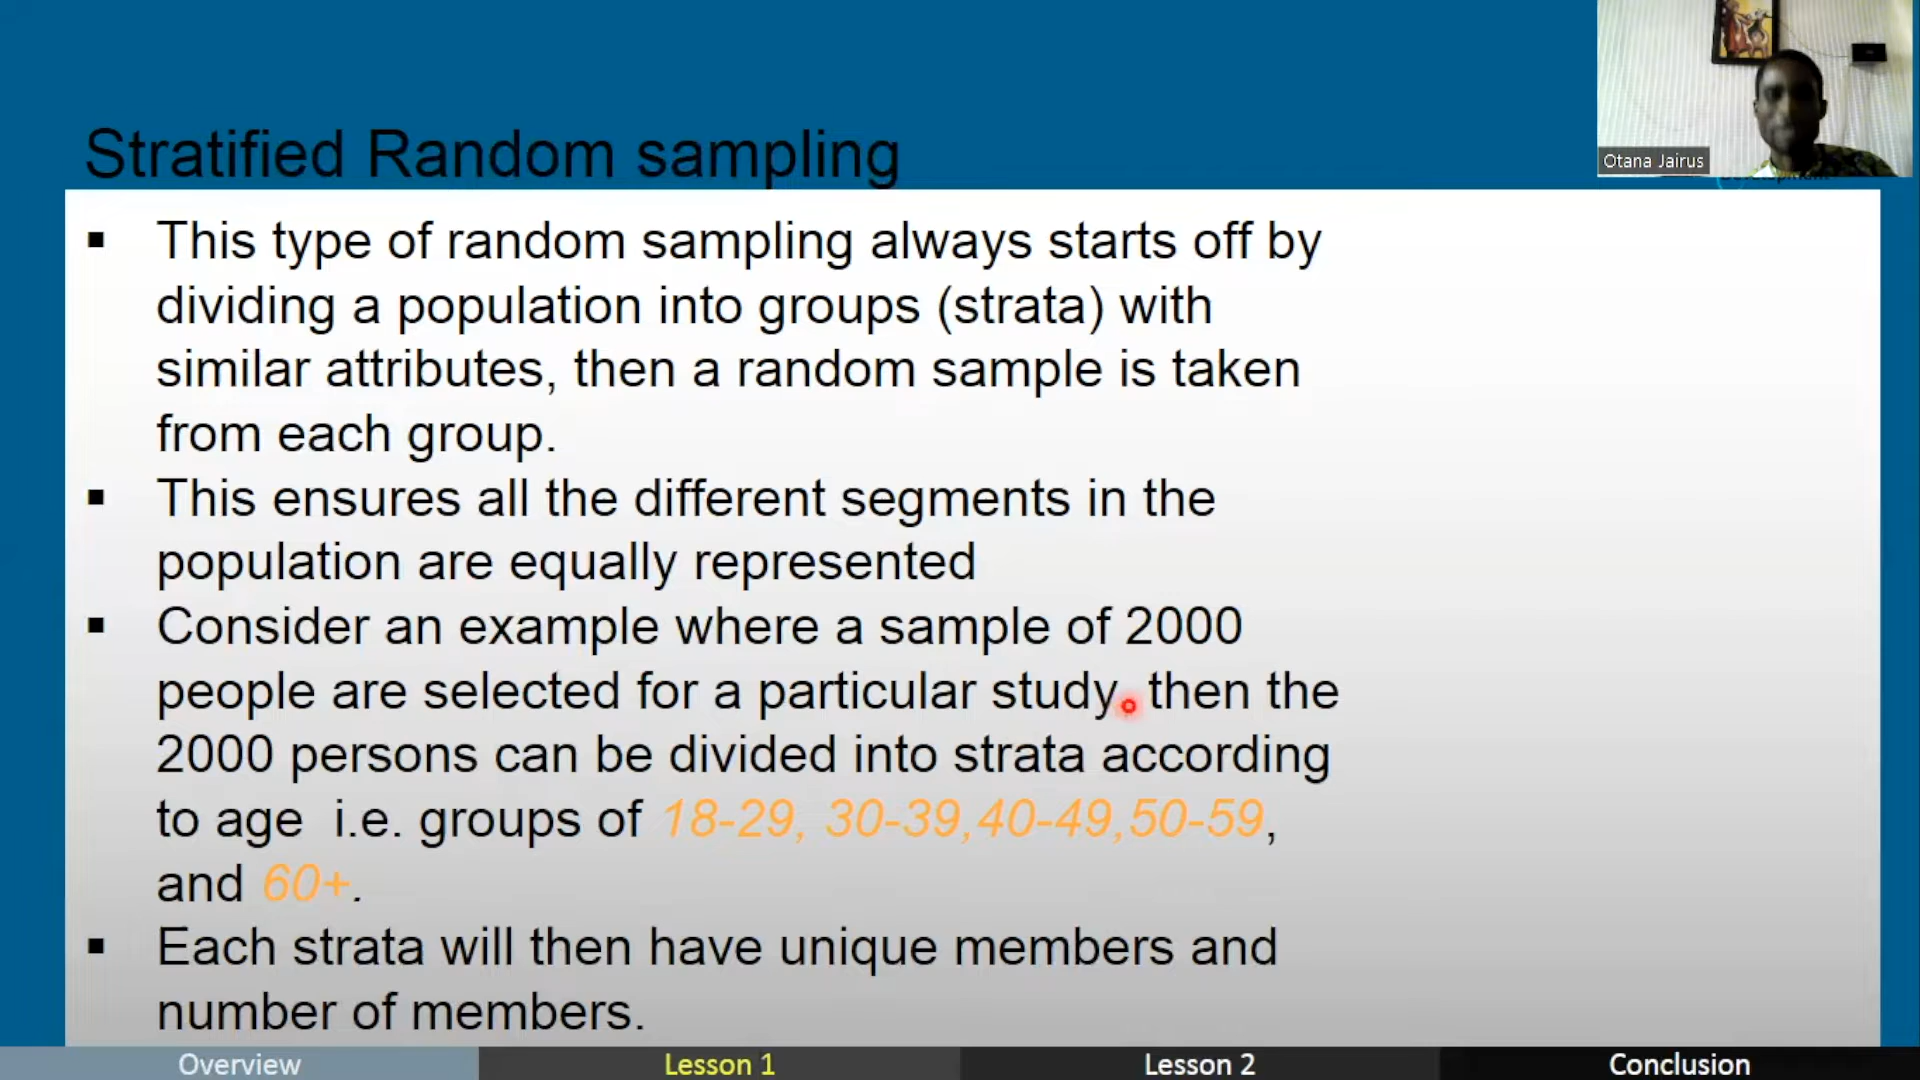 Stratified Random sampling
Otana Jairus
▪ This type of random sampling always starts off by
dividing a population into groups (strata) with
similar attributes, then a random sample is taken
from each group.
▪ This ensures all the different segments in the
population are equally represented
▪ Consider an example where a sample of 2000
people are selected for a particular study, then the
2000 persons can be divided into strata according
to age i.e. groups of 18-29, 30-39,40-49,50-59,
and 60+.
▪ Each strata will then have unique members and
number of members.
Overview
Lesson 1
Lesson 2
Conclusion